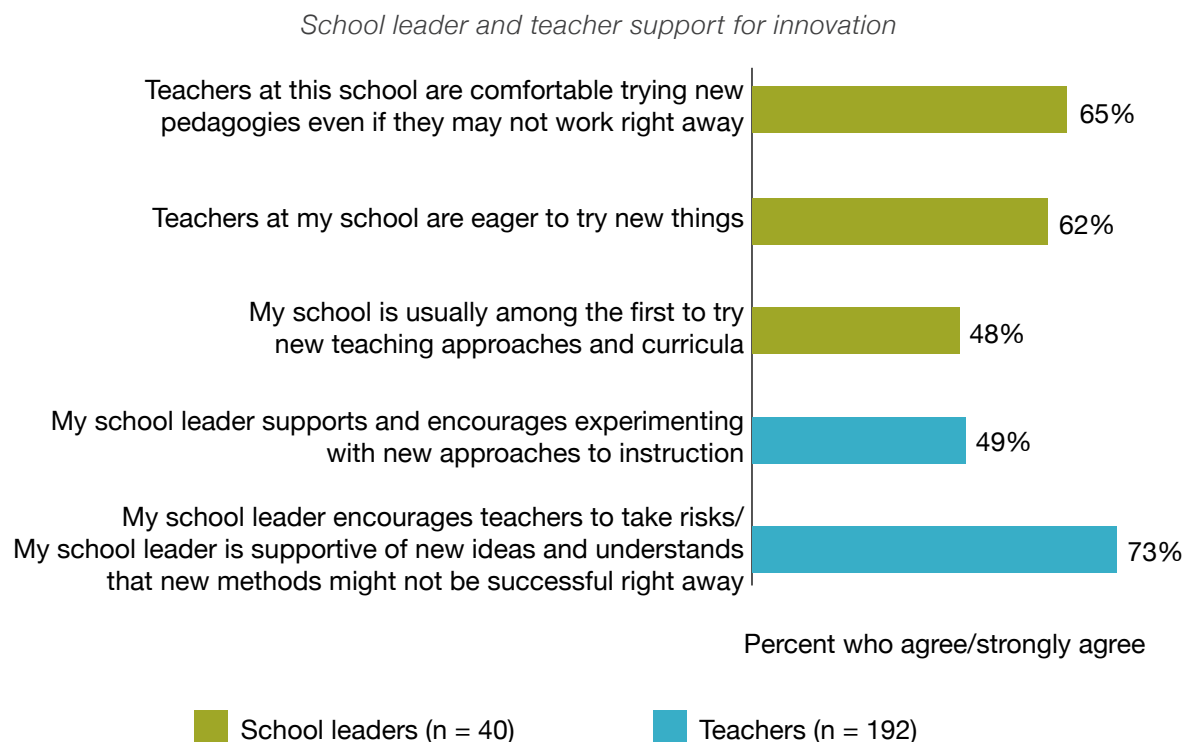 School leader and teacher support for innovation
Teachers at this school are comfortable trying new
pedagogies even if they may not work right away
65%
Teachers at my school are eager to try new things
62%
My school is usually among the first to try
new teaching approaches and curricula
48%
My school leader supports and encourages experimenting
with new approaches to instruction
49%
My school leader encourages teachers to take risks/
My school leader is supportive of new ideas and understands
that new methods might not be successful right away
73%
Percent who agree/strongly agree
School leaders (n = 40)
Teachers (n = 192)